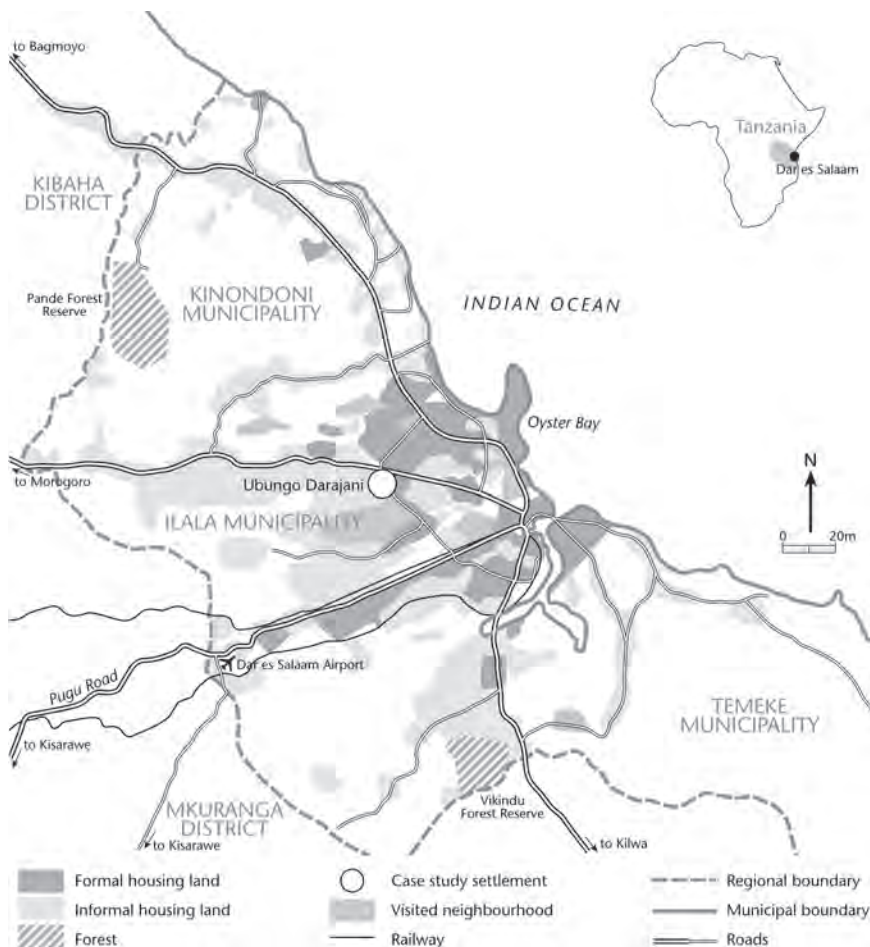 to Bagmoyo
Tanzania
Dar es Salaam
KIBAHA
DISTRICT
Pande Forest
Reserve
KINONDONI
MUNICIPALITY
INDIAN OCEAN
Oyster Bay
N
to Morogoro
Ubungo Darajani
ILALA MUNICIPALITY
0 20m
Dar es Salaam Airport
Pugu Road
to Kisarawe
TEMEKE
MUNICIPALITY
MKURANGA
DISTRICT
to Kisarawe
Vikindu
Forest Reserve
to Kilwa
Formal housing land
Case study settlement
Regional boundary
Informal housing land
Visited neighbourhood
Municipal boundary
Forest
Railway
Roads